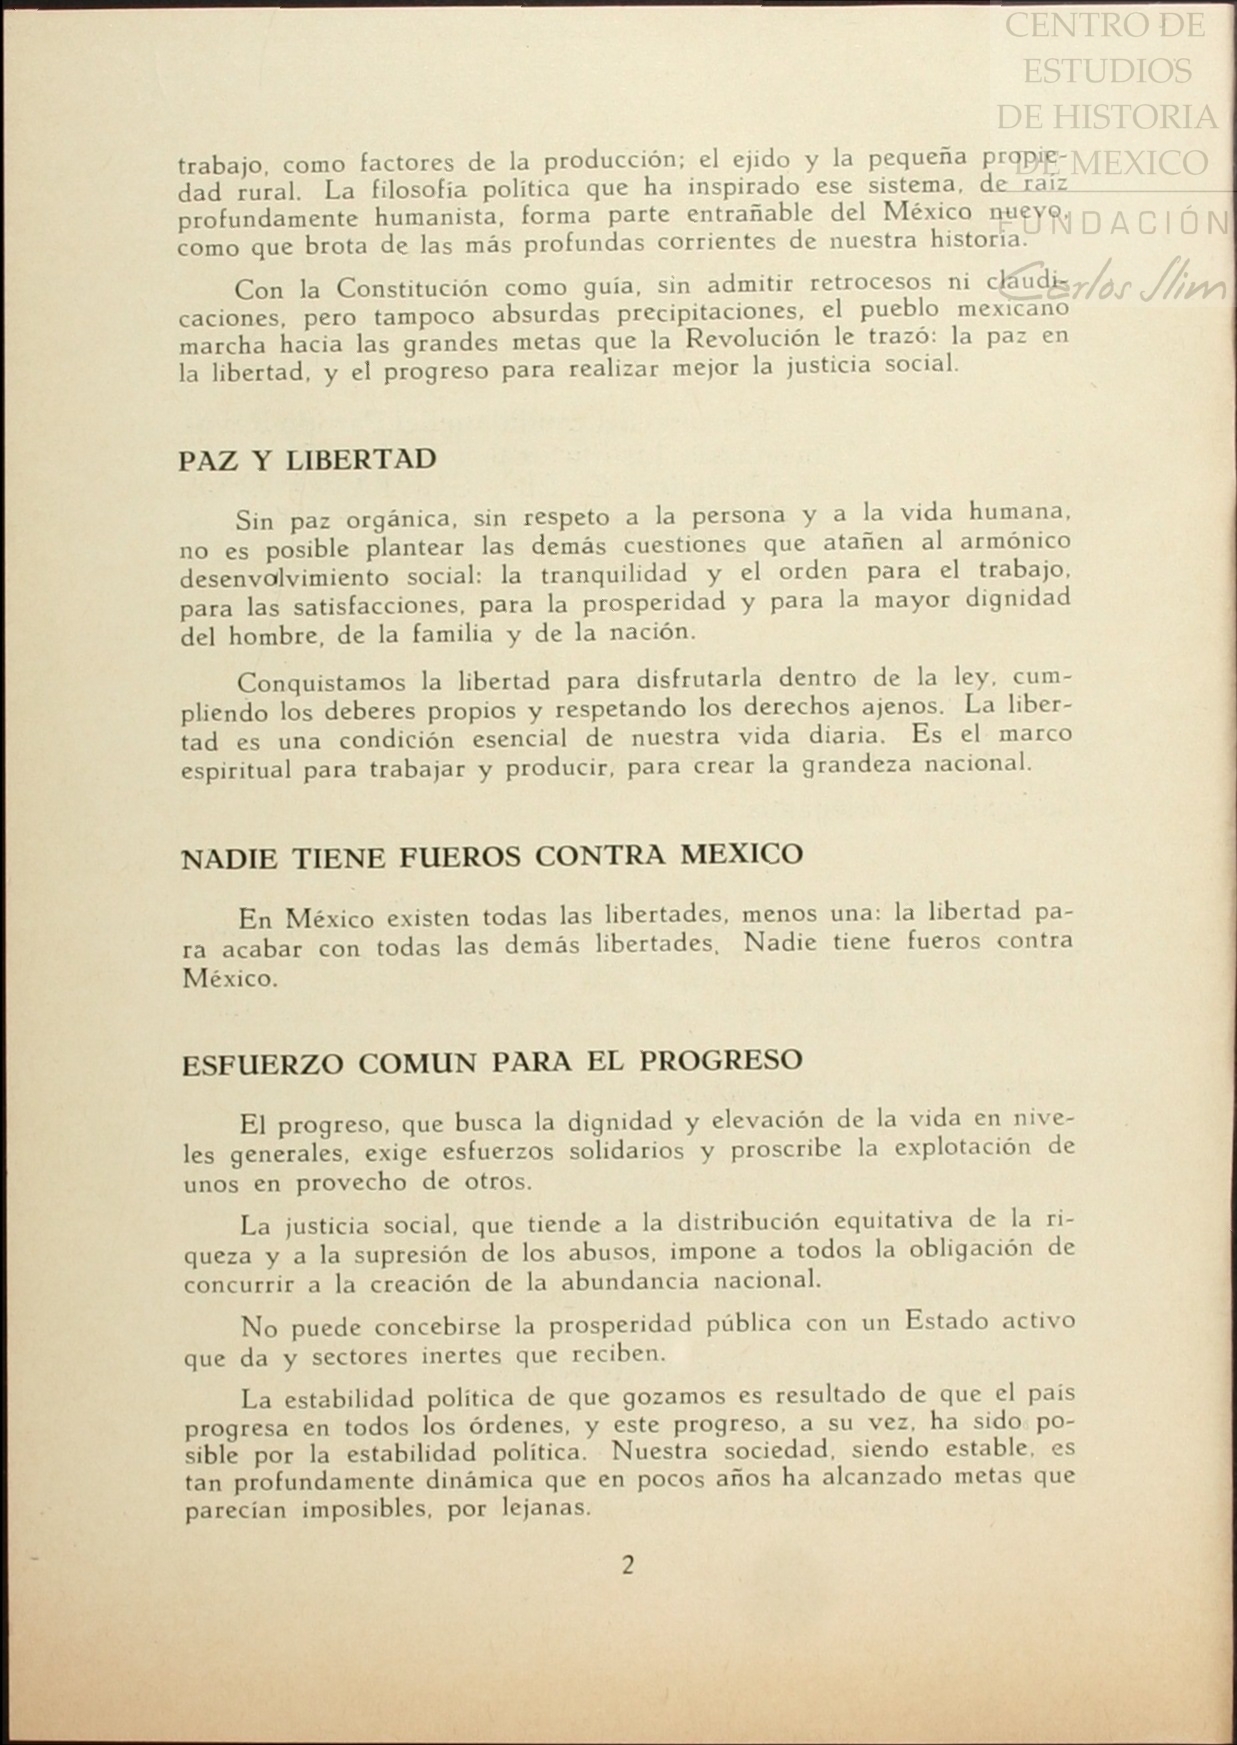 CENTRO DE
ESTUDIOS
DE HISTORIA
DE MEXICO
FUNDACIÓN
Carlos Slim
trabajo, como factores de la producción; el ejido y la pequeña propie-
dad rural. La filosofía política que ha inspirado ese sistema, de raíz
profundamente humanista, forma parte entrañable del México nuevo,
como que brota de las más profundas corrientes de nuestra historia.
Con la Constitución como guía, sin admitir retrocesos ni claudi-
caciones, pero tampoco absurdas precipitaciones, el pueblo mexicano
marcha hacia las grandes metas que la Revolución le trazó: la paz en
la libertad, y el progreso para realizar mejor la justicia social.
PAZ Y LIBERTAD
Sin paz orgánica, sin respeto a la persona y a la vida humana,
no es posible plantear las demás cuestiones que atañen al armónico
desenvolvimiento social: la tranquilidad y el orden para el trabajo,
para las satisfacciones, para la prosperidad y para la mayor dignidad
del hombre, de la familia y de la nación.
Conquistamos la libertad para disfrutarla dentro de la ley, cum-
pliendo los deberes propios y respetando los derechos ajenos. La liber-
tad es una condición esencial de nuestra vida diaria. Es el marco
espiritual para trabajar y producir, para crear la grandeza nacional.
NADIE TIENE FUEROS CONTRA MEXICO
En México existen todas las libertades, menos una: la libertad pa-
ra acabar con todas las demás libertades. Nadie tiene fueros contra
México.
ESFUERZO COMUN PARA EL PROGRESO
El progreso, que busca la dignidad y elevación de la vida en nive-
les generales, exige esfuerzos solidarios y proscribe la explotación de
unos en provecho de otros.
La justicia social, que tiende a la distribución equitativa de la ri-
queza y a la supresión de los abusos, impone a todos la obligación de
concurrir a la creación de la abundancia nacional.
No puede concebirse la prosperidad pública con un Estado activo
que da y sectores inertes que reciben.
La estabilidad política de que gozamos es resultado de que el país
progresa en todos los órdenes, y este progreso, a su vez, ha sido po-
sible por la estabilidad política. Nuestra sociedad, siendo estable, es
tan profundamente dinámica que en pocos años ha alcanzado metas que
parecían imposibles, por lejanas.
2